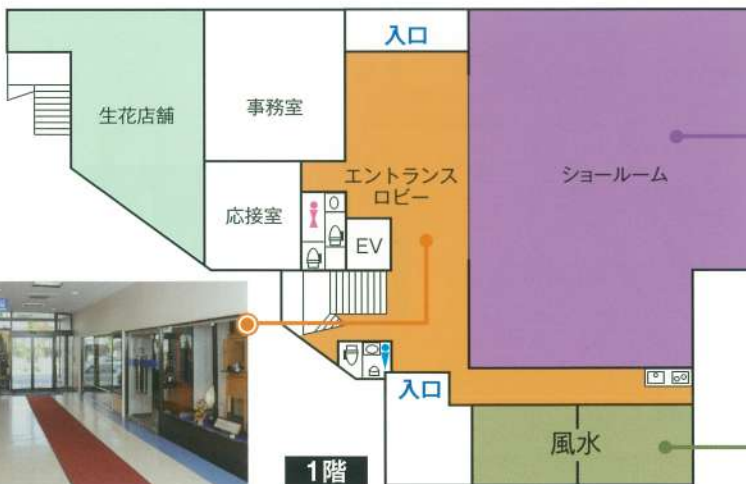 入口
生花店舗
事務室
エントランス
ロビー
ショールーム
応接室
EV
入口
風水
1階